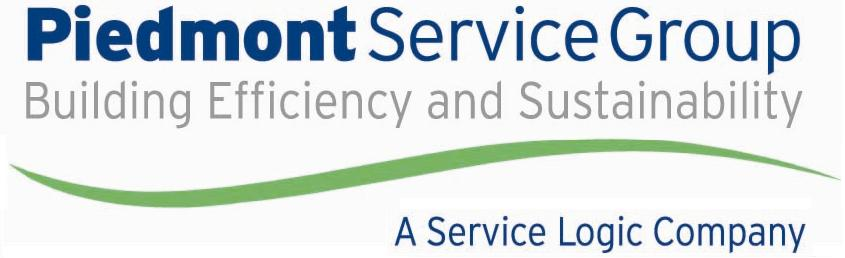 Piedmont Service Group
Building Efficiency and Sustainability
A Service Logic Company